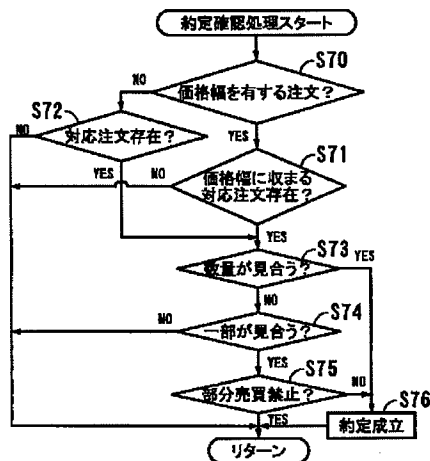 約定確認処理スタート
S70
NO
価格幅を有する注文?
S72
YES
NO
対応注文存在?
S71
YES
NO
価格幅に収まる
対応注文存在?
YES
S73
数量が見合う?
YES
NO
S74
NO
一部が見合う?
YES
S75
NO
部分売買禁止?
S76
YES
約定成立
リターン